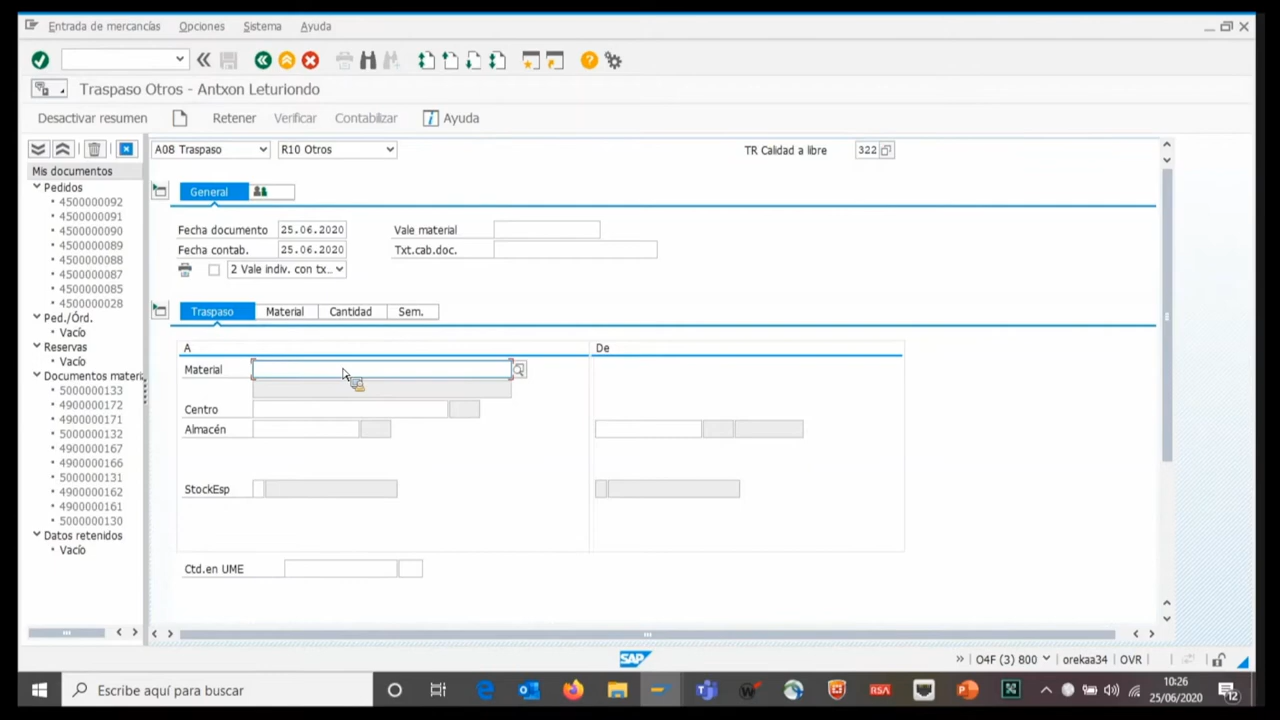 Entrada de mercancías Opciones Sistema Ayuda
Traspaso Otros - Antxon Leturiondo
Desactivar resumen Retener Verificar Contabilizar Ayuda
A08 Traspaso R10 Otros TR Calidad a libre 322
Mis documentos
Pedidos
4500000092
4500000091
4500000090
4500000089
4500000088
4500000087
4500000085
4500000028
Ped./Órd.
Vacío
Reservas
Vacío
Documentos materi
5000000133
4900000172
4900000171
5000000132
4900000167
4900000166
5000000131
4900000162
4900000161
5000000130
Datos retenidos
Vacío
General
Fecha documento 25.06.2020 Vale material
Fecha contab. 25.06.2020 Txt.cab.doc.
2 Vale indiv. con tx...
Traspaso Material Cantidad Sem.
A De
Material
Centro
Almacén
StockEsp
Ctd.en UME
SAP » O4F (3) 800 orekaa34 OVR
Escribe aquí para buscar
RSA
10:26
25/06/2020
12